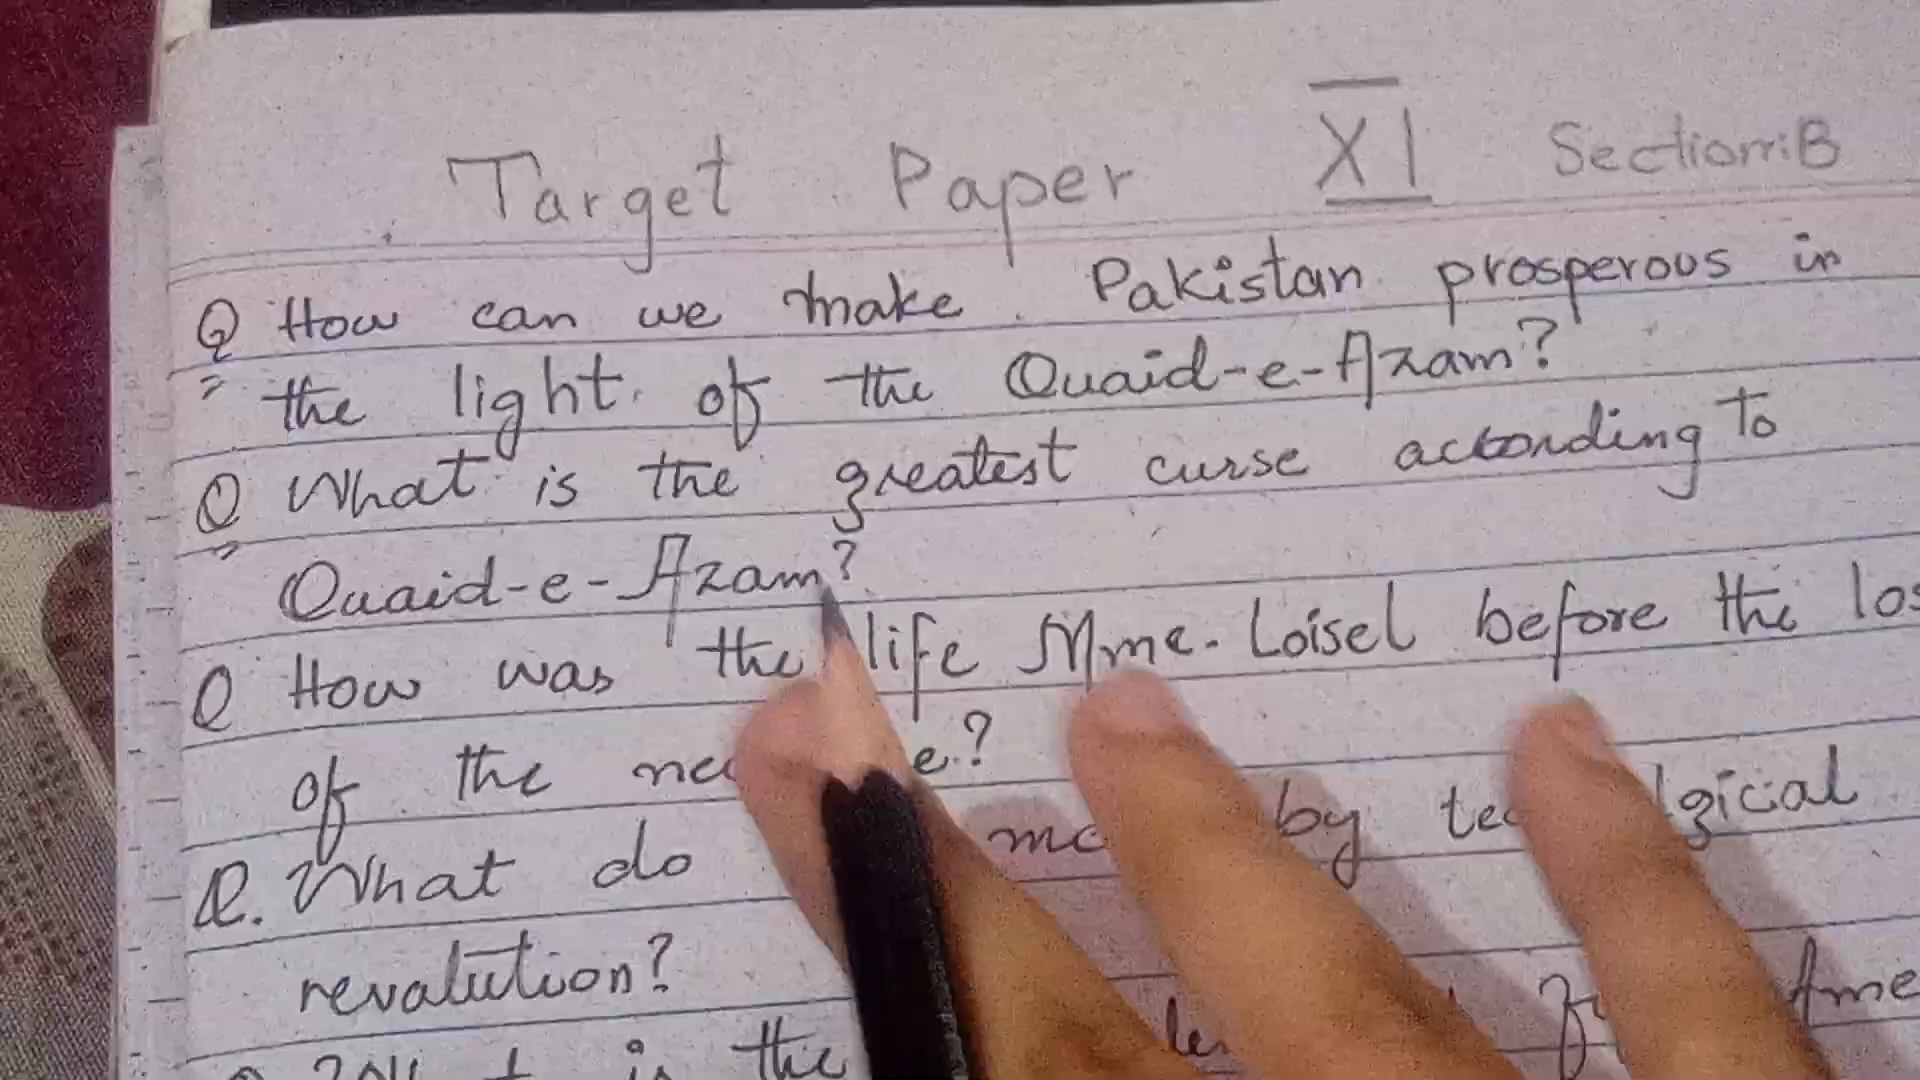 Target Paper XI Section:B
Q How can we make Pakistan prosperous in
the light of the Quaid-e-Azam?
Q What is the greatest curse according to
Quaid-e-Azam?
Q How was the life Mme. Loisel before the
of the
Q. What do by
revalution?
is the